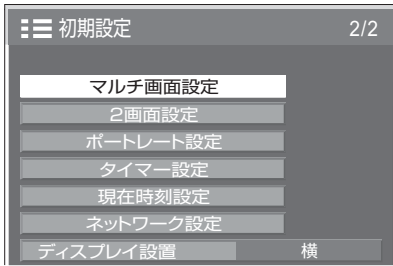 初期設定 2/2
マルチ画面設定
2画面設定
ポートレート設定
タイマー設定
現在時刻設定
ネットワーク設定
ディスプレイ設置 横